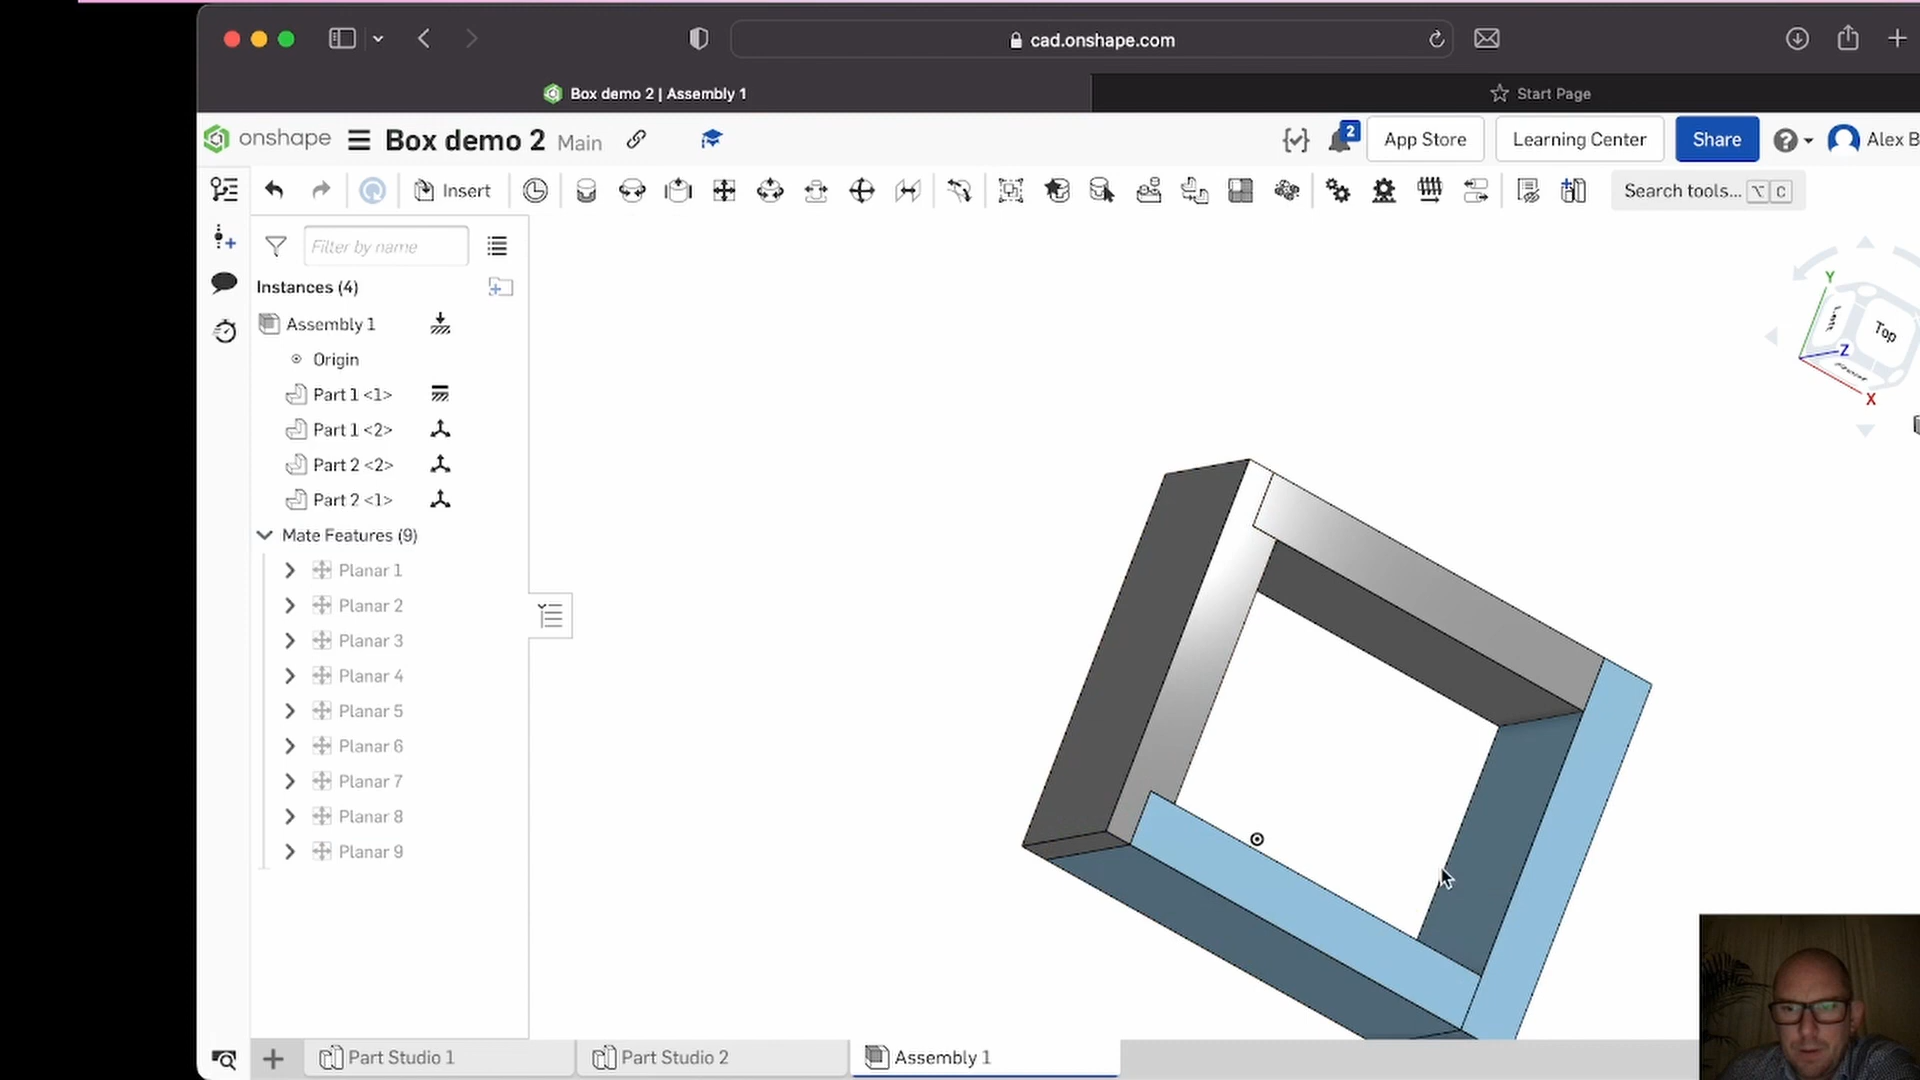 cad.onshape.com
Box demo 2 | Assembly 1
Start Page
onshape
Box demo 2 Main
2
App Store
Learning Center
Share
Alex B
Insert
Search tools... ⌥ C
Filter by name
Instances (4)
Assembly 1
Origin
Part 1 <1>
Part 1 <2>
Part 2 <2>
Part 2 <1>
Mate Features (9)
Planar 1
Planar 2
Planar 3
Planar 4
Planar 5
Planar 6
Planar 7
Planar 8
Planar 9
Y
Left
Top
Z
Front
X
Part Studio 1
Part Studio 2
Assembly 1